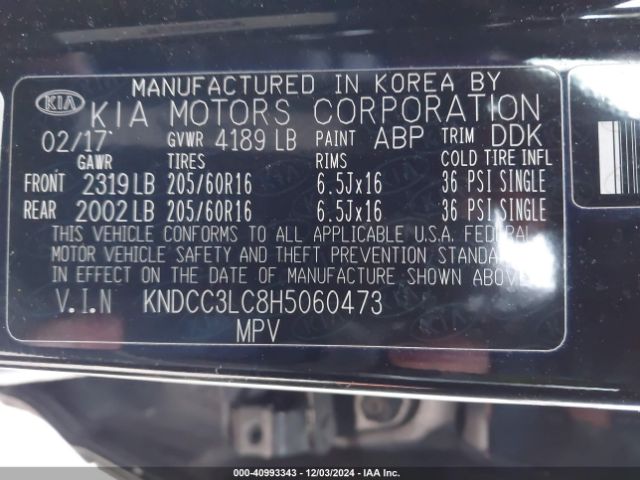 MANUFACTURED IN KOREA BY
KIA KIA MOTORS CORPORATION
02/17 GVWR 4189 LB PAINT ABP TRIM DDK
GAWR TIRES RIMS COLD TIRE INFL
FRONT 2319 LB 205/60R16 6.5Jx16 36 PSI SINGLE
REAR 2002 LB 205/60R16 6.5Jx16 36 PSI SINGLE
THIS VEHICLE CONFORMS TO ALL APPLICABLE U.S.A. FEDERAL
MOTOR VEHICLE SAFETY AND THEFT PREVENTION STANDA
IN EFFECT ON THE DATE OF MANUFACTURE SHOWN ABOVE
V.I.N KNDCC3LC8H5060473
MPV
000-40993343 - 12/03/2024 - IAA Inc.